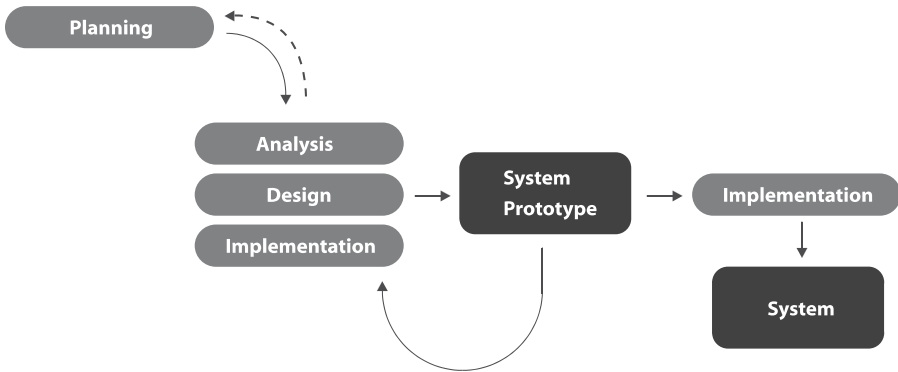 Planning
Analysis
Design
Implementation
System
Prototype
Implementation
System